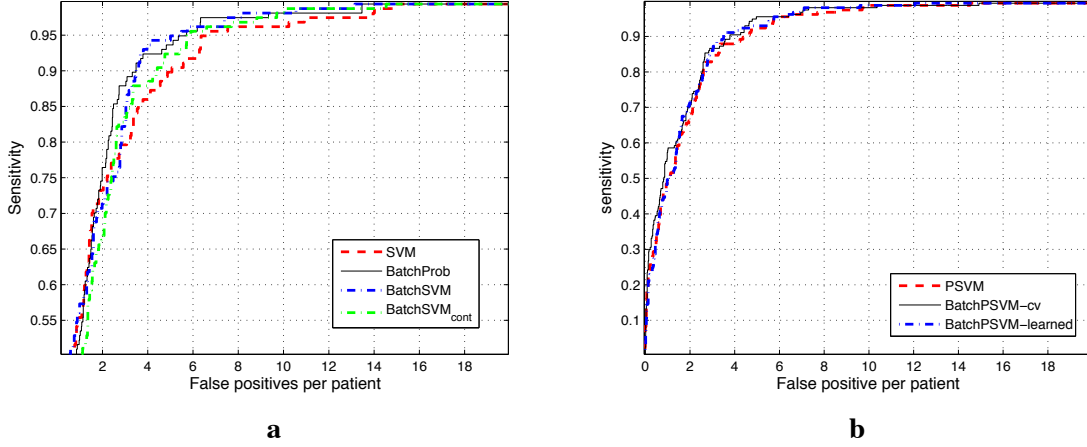 0.95
0.9
0.85
0.8
0.75
0.7
0.65
0.6
0.55
Sensitivity
2 4 6 8 10 12 14 16 18
False positives per patient
SVM
BatchProb
BatchSVM
BatchSVM_cont
a
0.9
0.8
0.7
0.6
0.5
0.4
0.3
0.2
0.1
sensitivity
0 2 4 6 8 10 12 14 16 18
False positive per patient
PSVM
BatchPSVM-cv
BatchPSVM-learned
b